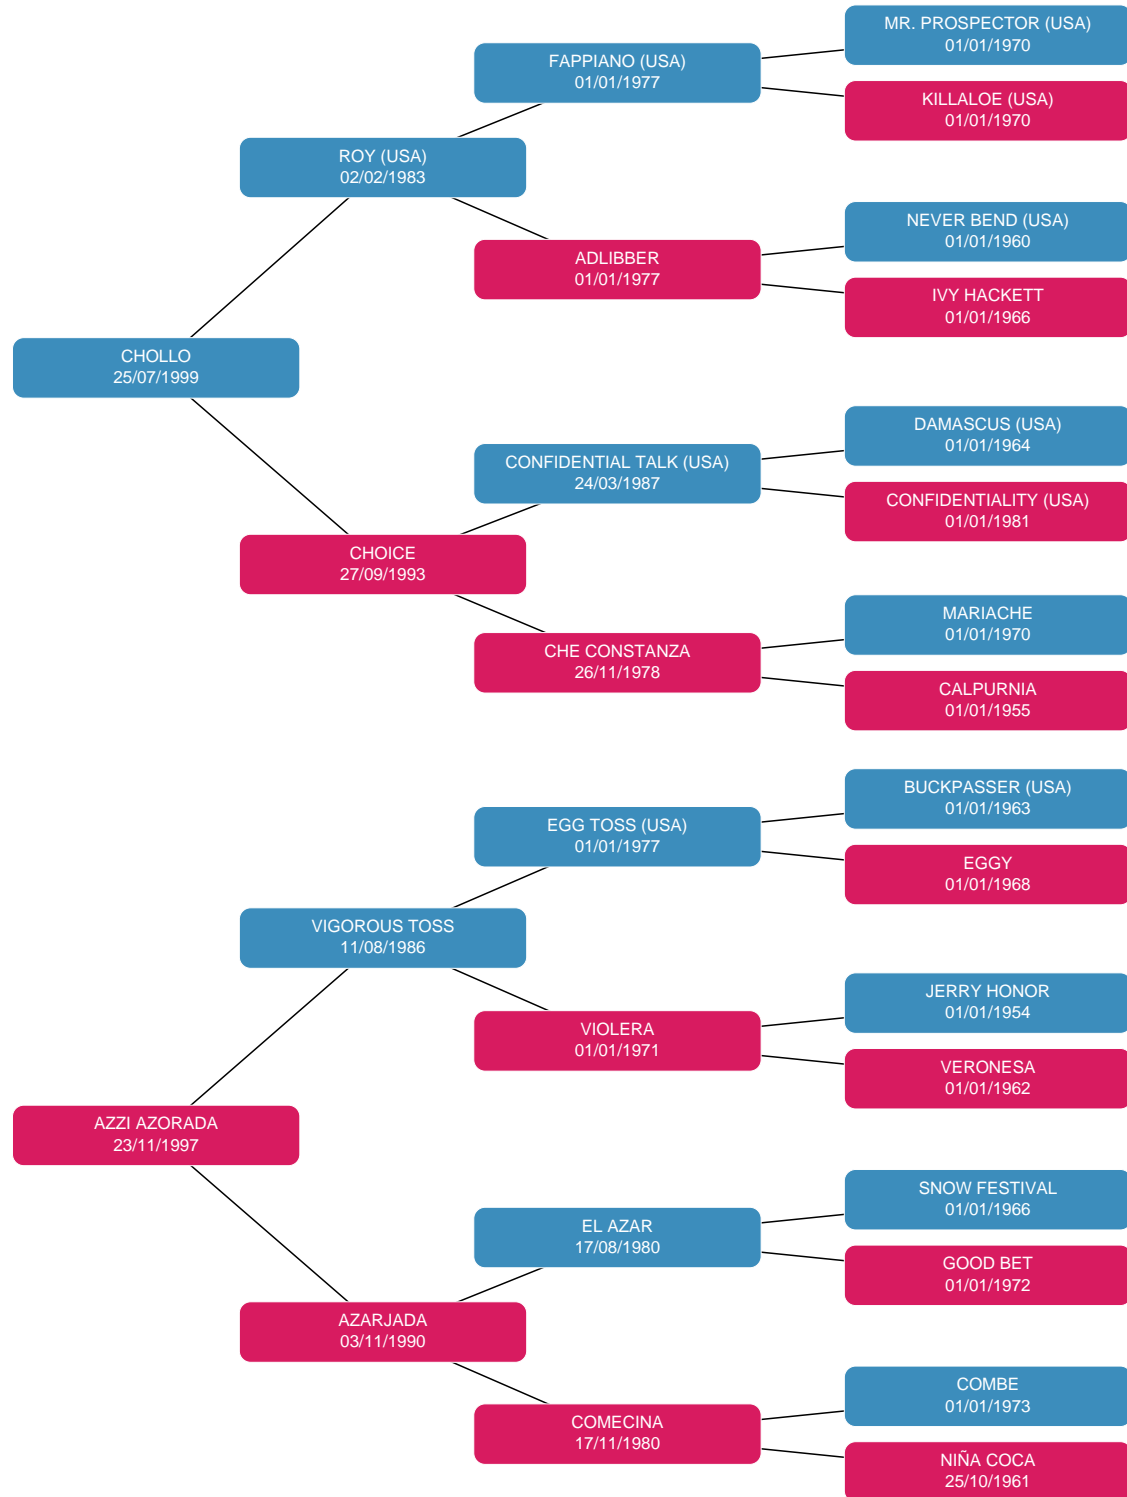 MR. PROSPECTOR (USA)
01/01/1970
FAPPIANO (USA)
01/01/1977
KILLALOE (USA)
01/01/1970
ROY (USA)
02/02/1983
NEVER BEND (USA)
01/01/1960
ADLIBBER
01/01/1977
IVY HACKETT
01/01/1966
CHOLLO
25/07/1999
DAMASCUS (USA)
01/01/1964
CONFIDENTIAL TALK (USA)
24/03/1987
CONFIDENTIALITY (USA)
01/01/1981
CHOICE
27/09/1993
MARIACHE
01/01/1970
CHE CONSTANZA
26/11/1978
CALPURNIA
01/01/1955
BUCKPASSER (USA)
01/01/1963
EGG TOSS (USA)
01/01/1977
EGGY
01/01/1968
VIGOROUS TOSS
11/08/1986
JERRY HONOR
01/01/1954
VIOLERA
01/01/1971
VERONESA
01/01/1962
AZZI AZORADA
23/11/1997
SNOW FESTIVAL
01/01/1966
EL AZAR
17/08/1980
GOOD BET
01/01/1972
AZARJADA
03/11/1990
COMBE
01/01/1973
COMECINA
17/11/1980
NIÑA COCA
25/10/1961